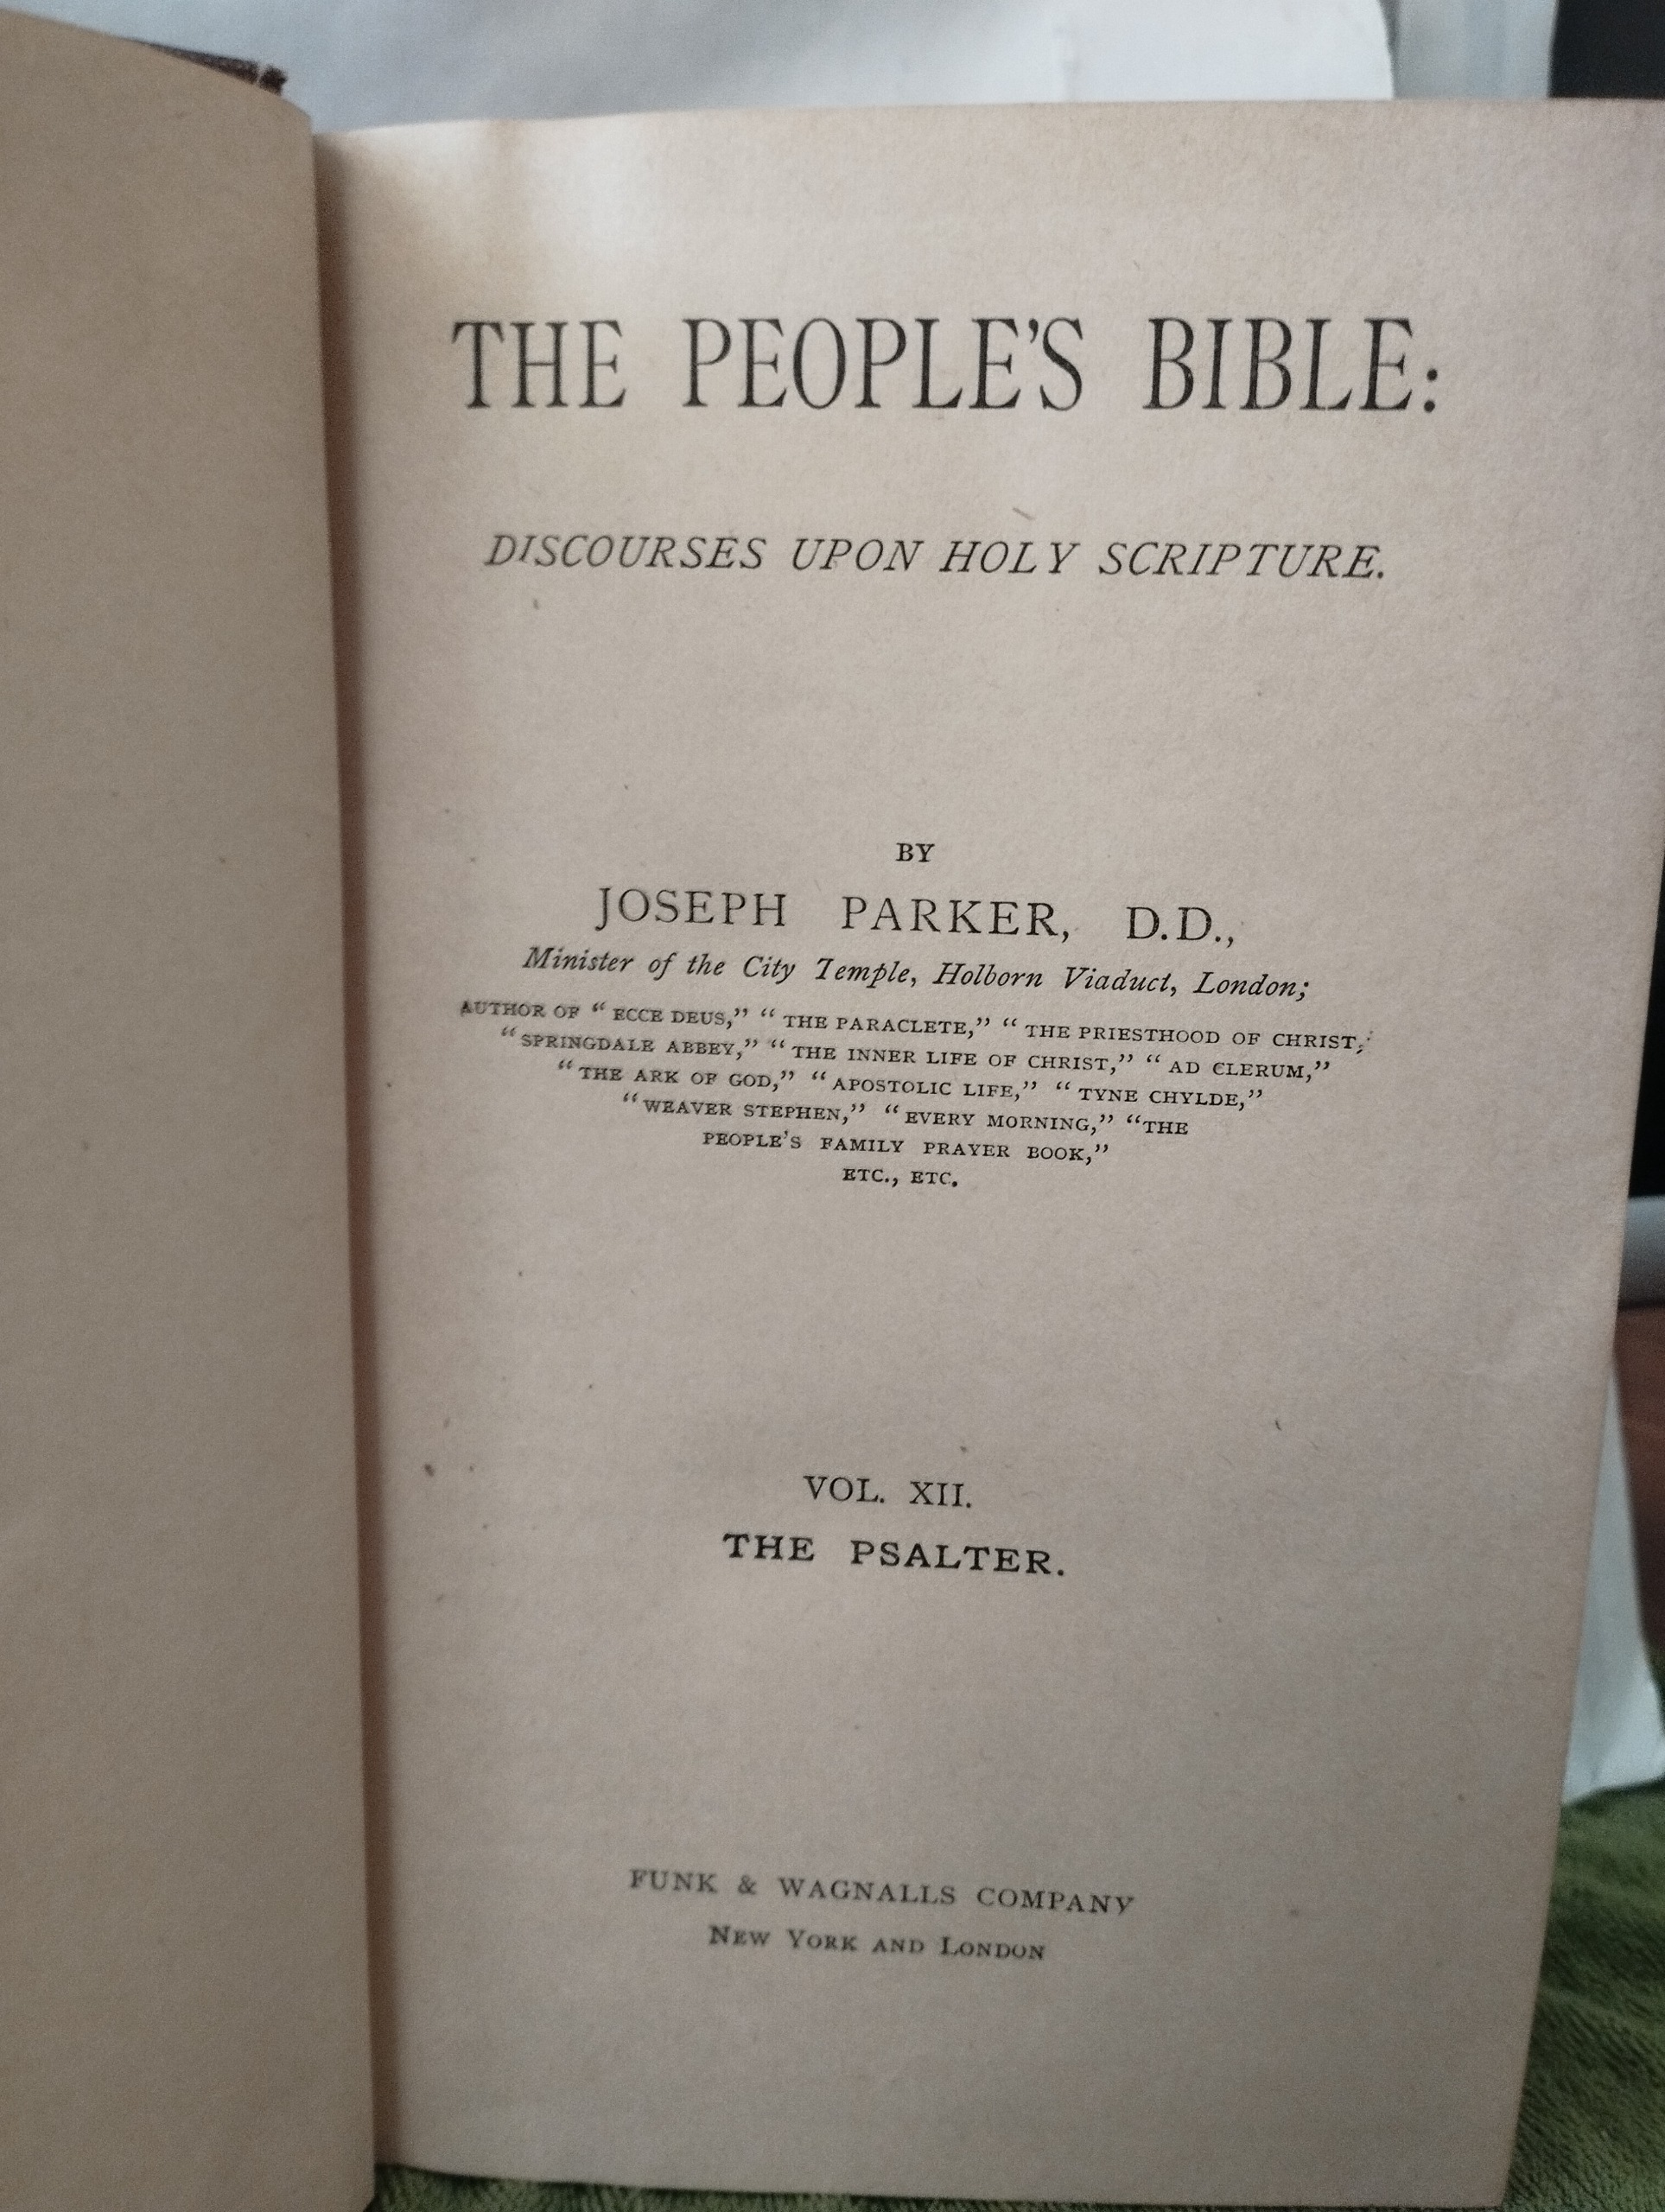 THE PEOPLE'S BIBLE:
DISCOURSES UPON HOLY SCRIPTURE.
BY
JOSEPH PARKER, D.D.,
Minister of the City Temple, Holborn Viaduct, London;
AUTHOR OF “ ECCE DEUS,” “ THE PARACLETE,” “ THE PRIESTHOOD OF CHRIST,
“ SPRINGDALE ABBEY,” “ THE INNER LIFE OF CHRIST,” “ AD CLERUM,”
“ THE ARK OF GOD,” “ APOSTOLIC LIFE,” “ TYNE CHYLDE,”
“ WEAVER STEPHEN,” “ EVERY MORNING,” “THE
PEOPLE'S FAMILY PRAYER BOOK,”
ETC., ETC.
VOL. XII.
THE PSALTER.
FUNK & WAGNALLS COMPANY
NEW YORK AND LONDON